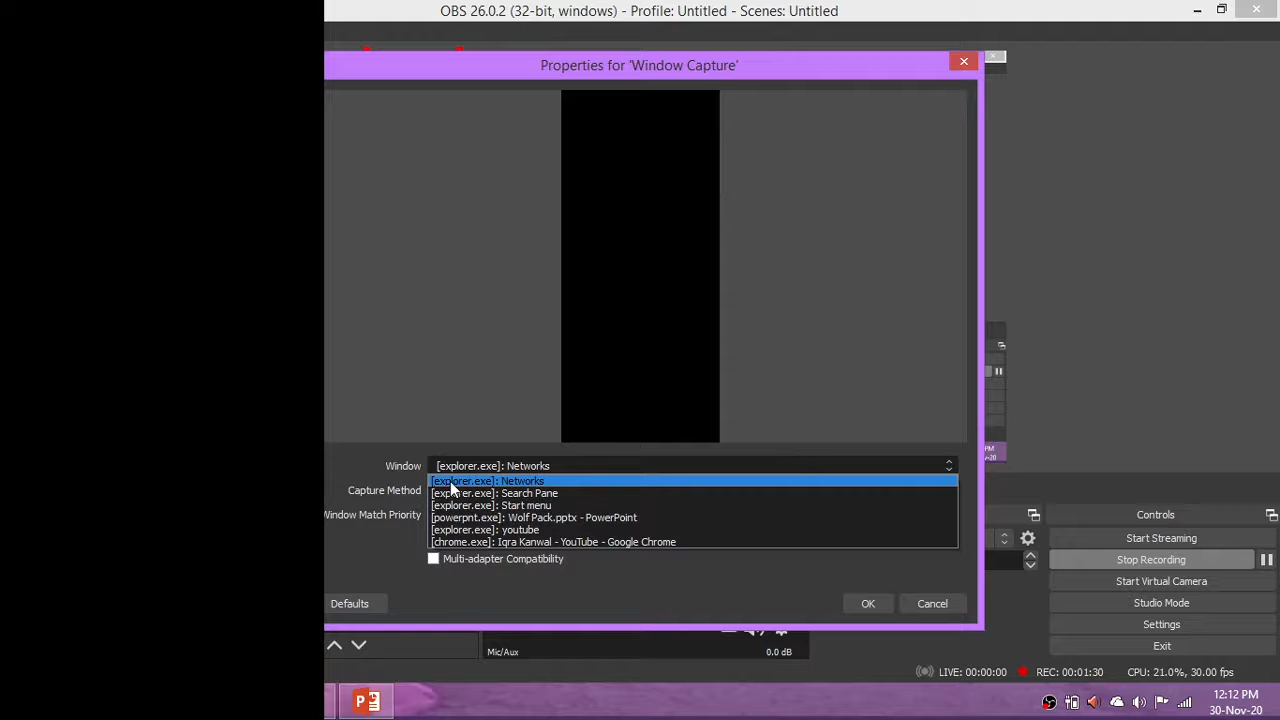 OBS 26.0.2 (32-bit, windows) - Profile: Untitled - Scenes: Untitled
Properties for 'Window Capture'
Window
[explorer.exe]: Networks
[explorer.exe]: Networks
Capture Method
[explorer.exe]: Search Pane
[explorer.exe]: Start menu
Window Match Priority
[powerpnt.exe]: Wolf Pack.pptx - PowerPoint
[explorer.exe]: youtube
[chrome.exe]: Iqra Kanwal - YouTube - Google Chrome
Multi-adapter Compatibility
Defaults
OK
Cancel
PM
-20
Controls
Start Streaming
Stop Recording
Start Virtual Camera
Studio Mode
Settings
Exit
Mic/Aux
0.0 dB
LIVE: 00:00:00
REC: 00:01:30
CPU: 21.0%, 30.00 fps
P
12:12 PM
30-Nov-20